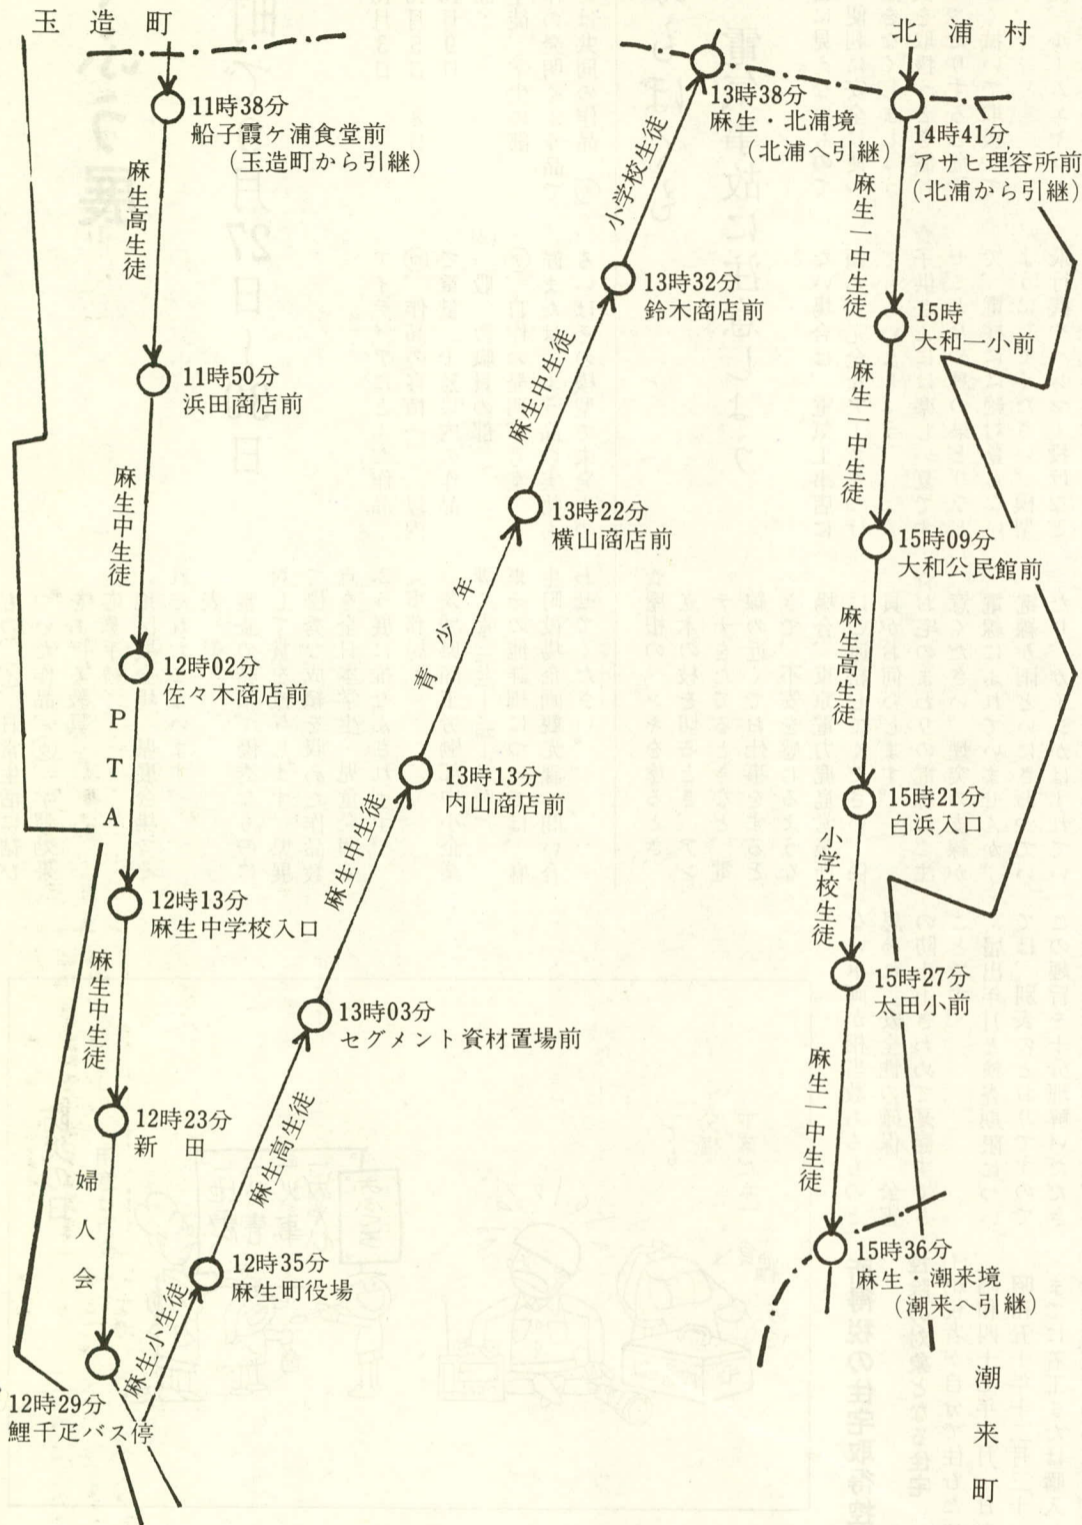 玉造町
11時38分
船子霞ケ浦食堂前
(玉造町から引継)
麻生高生徒
11時50分
浜田商店前
麻生中生徒
12時02分
佐々木商店前
PTA
12時13分
麻生中学校入口
麻生中生徒
12時23分
新田
婦人会
12時29分
鯉千疋バス停
麻生小生徒
12時35分
麻生町役場
麻生高生徒
13時03分
セグメント資材置場前
麻生中生徒
13時13分
内山商店前
青少年
13時22分
横山商店前
麻生中生徒
13時32分
鈴木商店前
小学校生徒
13時38分
麻生・北浦境
(北浦へ引継)
北浦村
14時41分
アサヒ理容所前
(北浦から引継)
麻生一中生徒
15時
大和一小前
麻生一中生徒
15時09分
大和公民館前
麻生高生徒
15時21分
白浜入口
小学校生徒
15時27分
太田小前
麻生一中生徒
15時36分
麻生・潮来境
(潮来へ引継)
潮来町